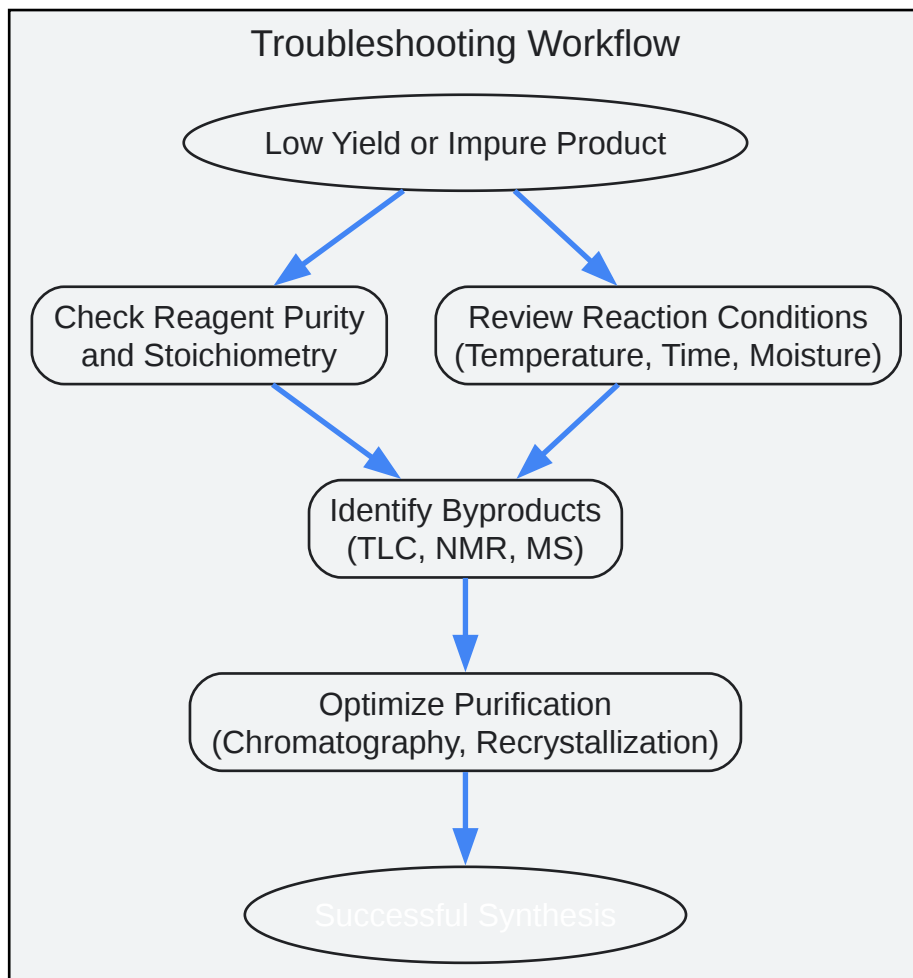 Troubleshooting Workflow
Low Yield or Impure Product
Check Reagent Purity
and Stoichiometry
Review Reaction Conditions
(Temperature, Time, Moisture)
Identify Byproducts
(TLC, NMR, MS)
Optimize Purification
(Chromatography, Recrystallization)
Successful Synthesis